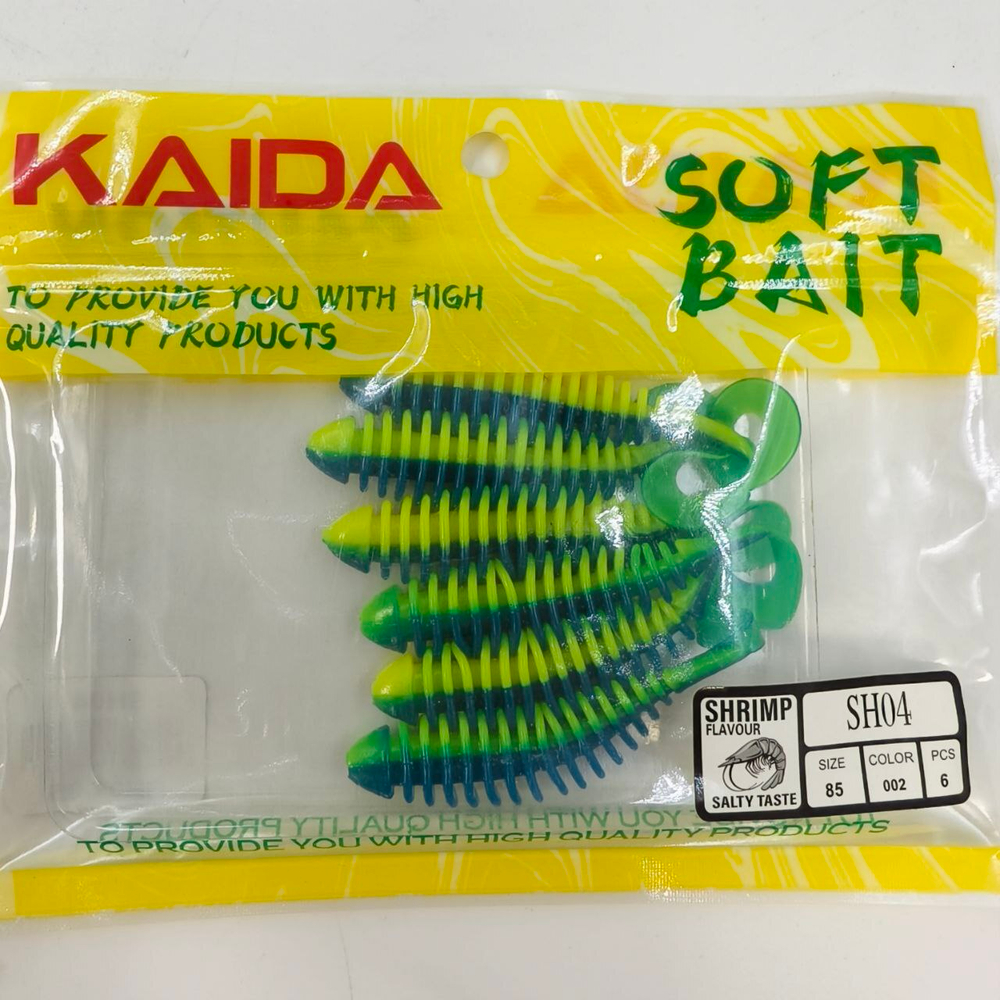 KAIDA
SOFT
BAIT
TO PROVIDE YOU WITH HIGH
QUALITY PRODUCTS
SHRIMP
FLAVOUR
SALTY TASTE
SH04
SIZE
85
COLOR
002
PCS
6
TO PROVIDE YOU WITH HIGH QUALITY PRODUCTS